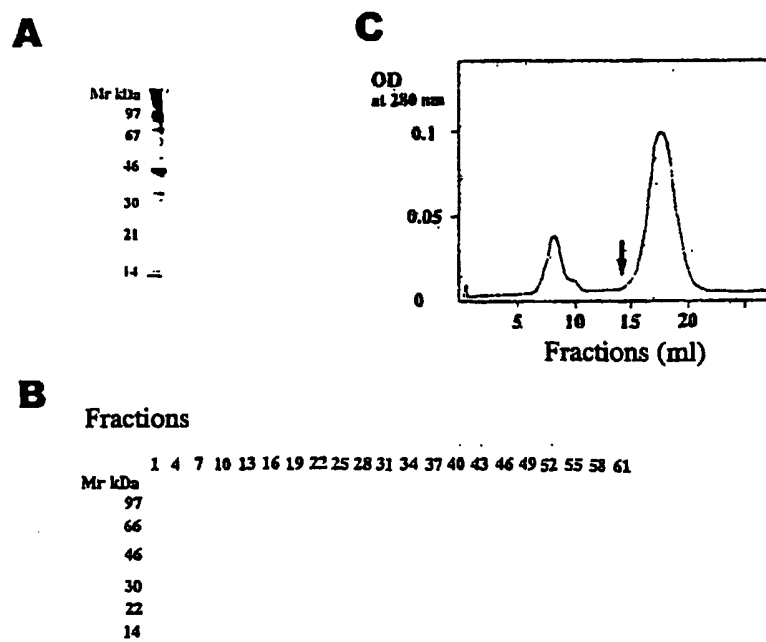 A
Mr kDa
97
67
46
30
21
14
C
OD
at 280 nm
0.1
0.05
0
5 10 15 20
Fractions (ml)
B
Fractions
1 4 7 10 13 16 19 22 25 28 31 34 37 40 43 46 49 52 55 58 61
Mr kDa
97
66
46
30
22
14